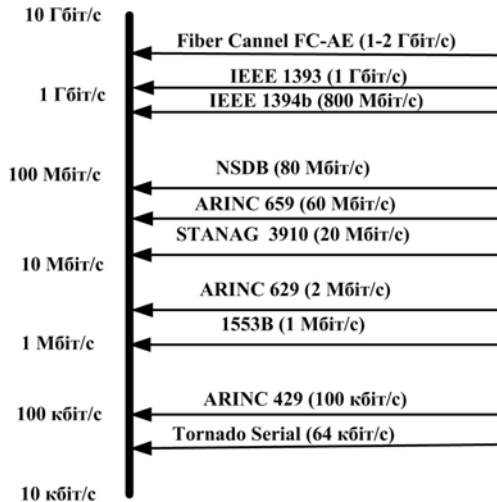 10 Гбіт/с
Fiber Cannel FC-AE (1-2 Гбіт/с)
IEEE 1393 (1 Гбіт/с)
1 Гбіт/с
IEEE 1394b (800 Мбіт/с)
NSDB (80 Мбіт/с)
100 Мбіт/с
ARINC 659 (60 Мбіт/с)
STANAG 3910 (20 Мбіт/с)
10 Мбіт/с
ARINC 629 (2 Мбіт/с)
1553B (1 Мбіт/с)
1 Мбіт/с
ARINC 429 (100 кбіт/с)
100 кбіт/с
Tornado Serial (64 кбіт/с)
10 кбіт/с